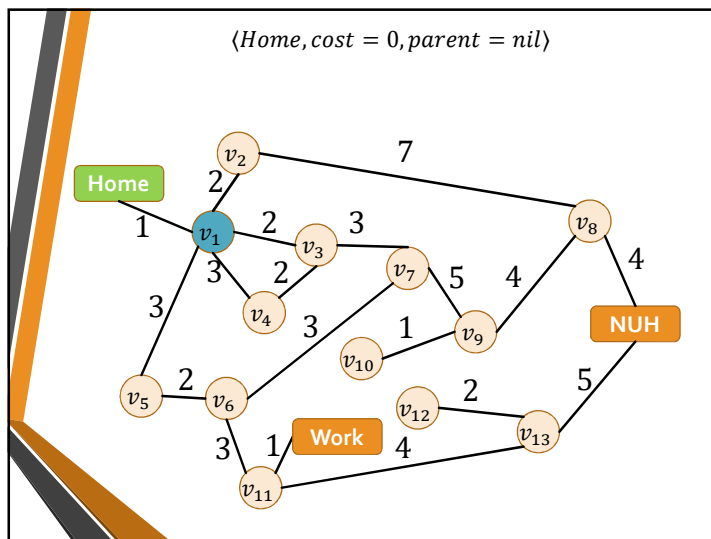 ⟨Home, cost = 0, parent = nil⟩
v₂
7
Home
2
1
v₁
2
3
v₈
v₃
3
2
v₇
4
v₄
5
4
3
3
1
v₉
NUH
v₁₀
v₅
2
v₆
v₁₂
2
5
3
1
Work
4
v₁₃
v₁₁